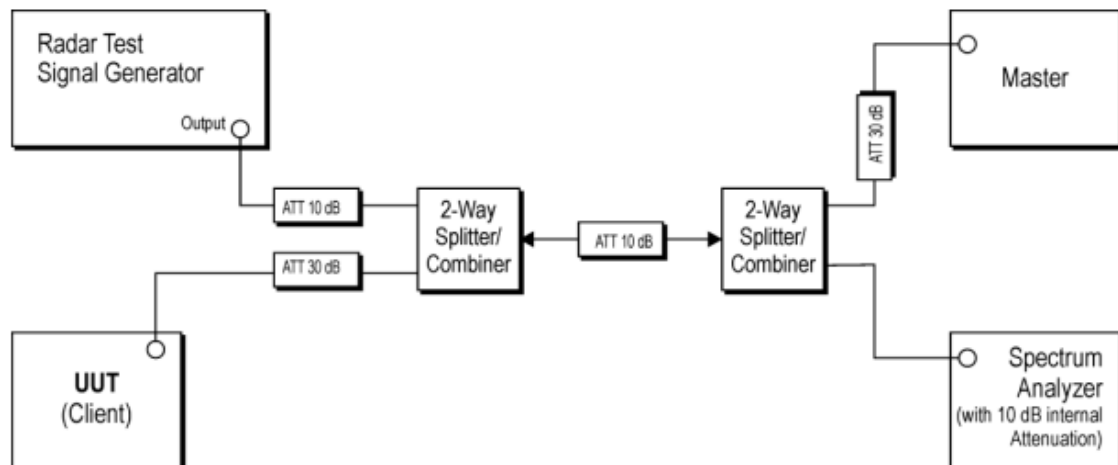 Radar Test
Signal Generator
Output
ATT 10 dB
ATT 30 dB
UUT
(Client)
2-Way
Splitter/
Combiner
ATT 10 dB
2-Way
Splitter/
Combiner
ATT 30 dB
Master
Spectrum
Analyzer
(with 10 dB internal
Attenuation)